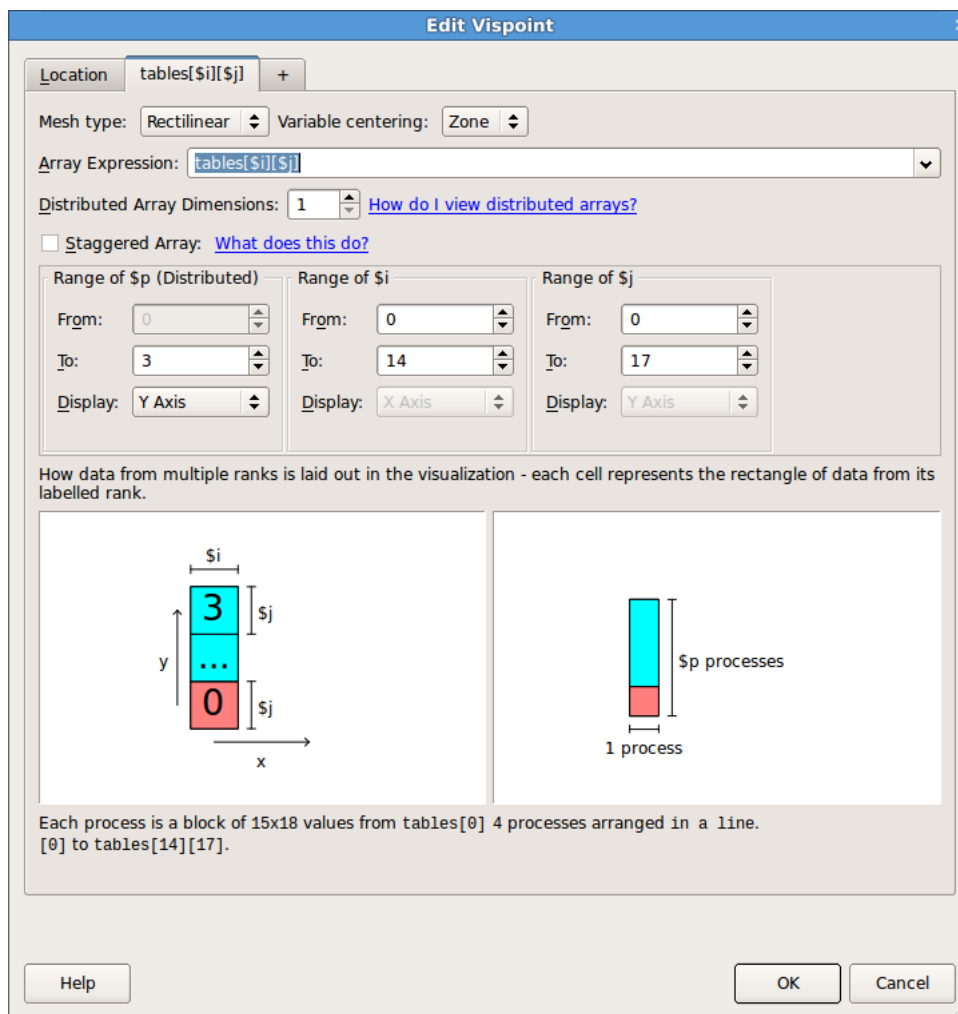 Edit Vispoint
Location tables[$i][$j] +
Mesh type: Rectilinear Variable centering: Zone
Array Expression: tables[$i][$j]
Distributed Array Dimensions: 1 How do I view distributed arrays?
Staggered Array: What does this do?
Range of $p (Distributed) Range of $i Range of $j
From: 0 From: 0 From: 0
To: 3 To: 14 To: 17
Display: Y Axis Display: X Axis Display: Y Axis
How data from multiple ranks is laid out in the visualization - each cell represents the rectangle of data from its
labelled rank.
$i
3 $j
y ... $p processes
0 $j
1 process
x
Each process is a block of 15x18 values from tables[0] 4 processes arranged in a line.
[0] to tables[14][17].
Help OK Cancel